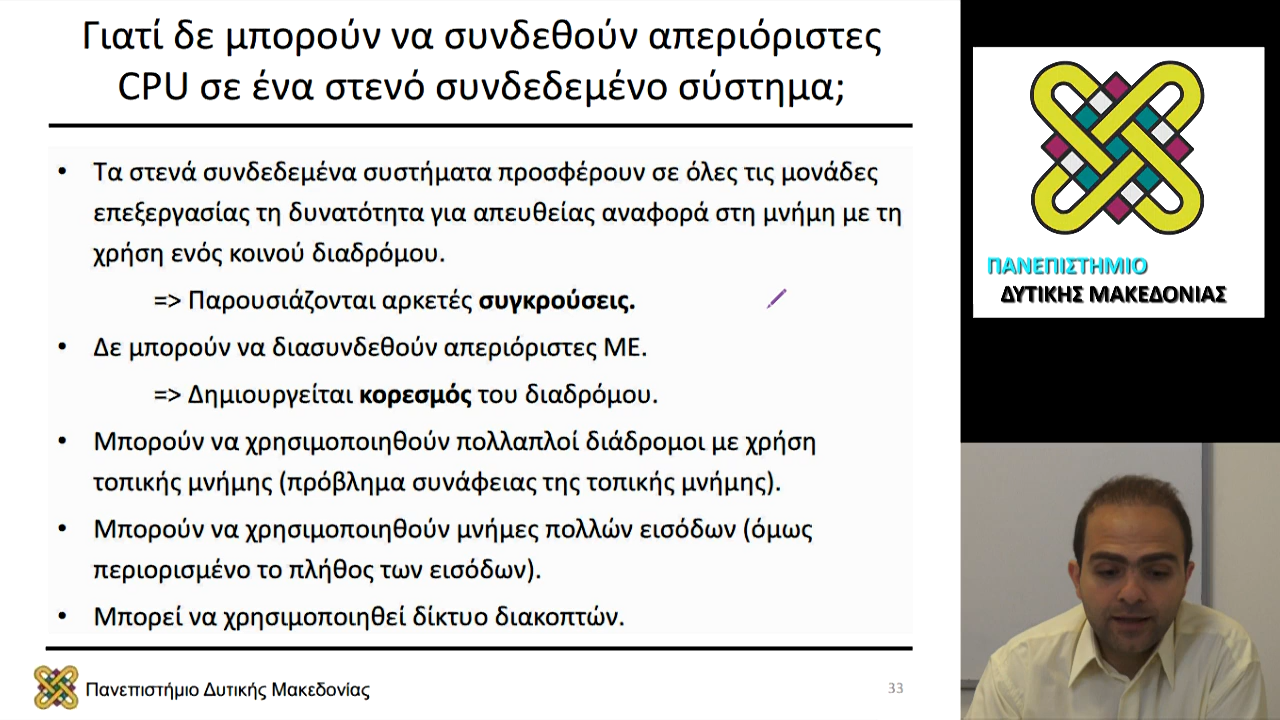 Γιατί δε μπορούν να συνδεθούν απεριόριστες
CPU σε ένα στενό συνδεδεμένο σύστημα;
• Τα στενά συνδεδεμένα συστήματα προσφέρουν σε όλες τις μονάδες
επεξεργασίας τη δυνατότητα για απευθείας αναφορά στη μνήμη με τη
χρήση ενός κοινού διαδρόμου.
=> Παρουσιάζονται αρκετές συγκρούσεις.
• Δε μπορούν να διασυνδεθούν απεριόριστες ΜΕ.
=> Δημιουργείται κορεσμός του διαδρόμου.
• Μπορούν να χρησιμοποιηθούν πολλαπλοί διάδρομοι με χρήση
τοπικής μνήμης (πρόβλημα συνάφειας της τοπικής μνήμης).
• Μπορούν να χρησιμοποιηθούν μνήμες πολλών εισόδων (όμως
περιορισμένο το πλήθος των εισόδων).
• Μπορεί να χρησιμοποιηθεί δίκτυο διακοπτών.
Πανεπιστήμιο Δυτικής Μακεδονίας
33
ΠΑΝΕΠΙΣΤΗΜΙΟ
ΔΥΤΙΚΗΣ ΜΑΚΕΔΟΝΙΑΣ